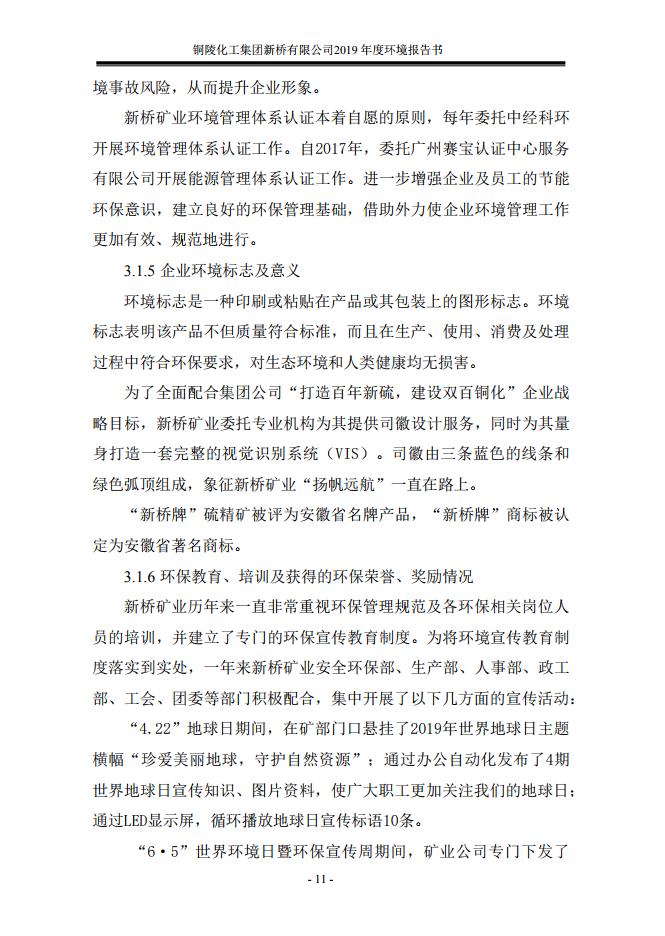 铜陵化工集团新桥有限公司2019 年度环境报告书
境事故风险，从而提升企业形象。
新桥矿业环境管理体系认证本着自愿的原则，每年委托中经科环
开展环境管理体系认证工作。自2017年，委托广州赛宝认证中心服务
有限公司开展能源管理体系认证工作。进一步增强企业及员工的节能
环保意识，建立良好的环保管理基础，借助外力使企业环境管理工作
更加有效、规范地进行。
3.1.5 企业环境标志及意义
环境标志是一种印刷或粘贴在产品或其包装上的图形标志。环境
标志表明该产品不但质量符合标准，而且在生产、使用、消费及处理
过程中符合环保要求，对生态环境和人类健康均无损害。
为了全面配合集团公司“打造百年新硫，建设双百铜化”企业战
略目标，新桥矿业委托专业机构为其提供司徽设计服务，同时为其量
身打造一套完整的视觉识别系统（VIS）。司徽由三条蓝色的线条和
绿色弧顶组成，象征新桥矿业“扬帆远航”一直在路上。
“新桥牌”硫精矿被评为安徽省名牌产品，“新桥牌”商标被认
定为安徽省著名商标。
3.1.6 环保教育、培训及获得的环保荣誉、奖励情况
新桥矿业历年来一直非常重视环保管理规范及各环保相关岗位人
员的培训，并建立了专门的环保宣传教育制度。为将环境宣传教育制
度落实到实处，一年来新桥矿业安全环保部、生产部、人事部、政工
部、工会、团委等部门积极配合，集中开展了以下几方面的宣传活动：
“4.22”地球日期间，在矿部门口悬挂了2019年世界地球日主题
横幅“珍爱美丽地球，守护自然资源”；通过办公自动化发布了4期
世界地球日宣传知识、图片资料，使广大职工更加关注我们的地球日；
通过LED显示屏，循环播放地球日宣传标语10条。
“6·5”世界环境日暨环保宣传周期间，矿业公司专门下发了
- 11 -